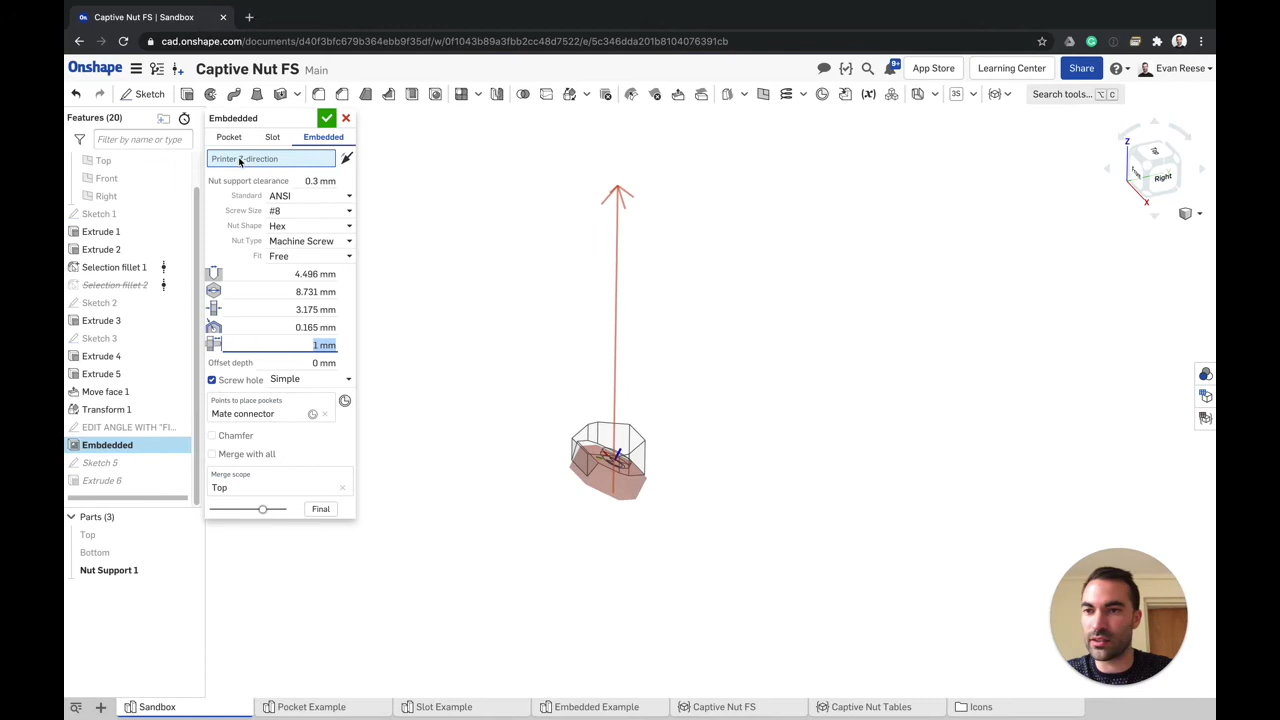 Captive Nut FS | Sandbox
cad.onshape.com/documents/d40f3bfc679b364ebb9f35df/w/0f1043b89a3fbb2cc48d7522/e/5c346dda201b8104076391cb
Onshape
Captive Nut FS Main
9+
App Store
Learning Center
Share
Evan Reese
Sketch
Search tools... ⌥ C
Features (20)
Filter by name or type
Top
Front
Right
Sketch 1
Extrude 1
Extrude 2
Selection fillet 1
Selection fillet 2
Sketch 2
Extrude 3
Sketch 3
Extrude 4
Extrude 5
Move face 1
Transform 1
EDIT ANGLE WITH "FI...
Embdedded
Sketch 5
Extrude 6
Parts (3)
Top
Bottom
Nut Support 1
Embdedded
Pocket Slot Embedded
Printer Z-direction
Nut support clearance 0.3 mm
Standard ANSI
Screw Size #8
Nut Shape Hex
Nut Type Machine Screw
Fit Free
4.496 mm
8.731 mm
3.175 mm
0.165 mm
1 mm
Offset depth 0 mm
Screw hole Simple
Points to place pockets
Mate connector
Chamfer
Merge with all
Merge scope
Top
Final
Z
Right
X
Sandbox
Pocket Example
Slot Example
Embedded Example
Captive Nut FS
Captive Nut Tables
Icons